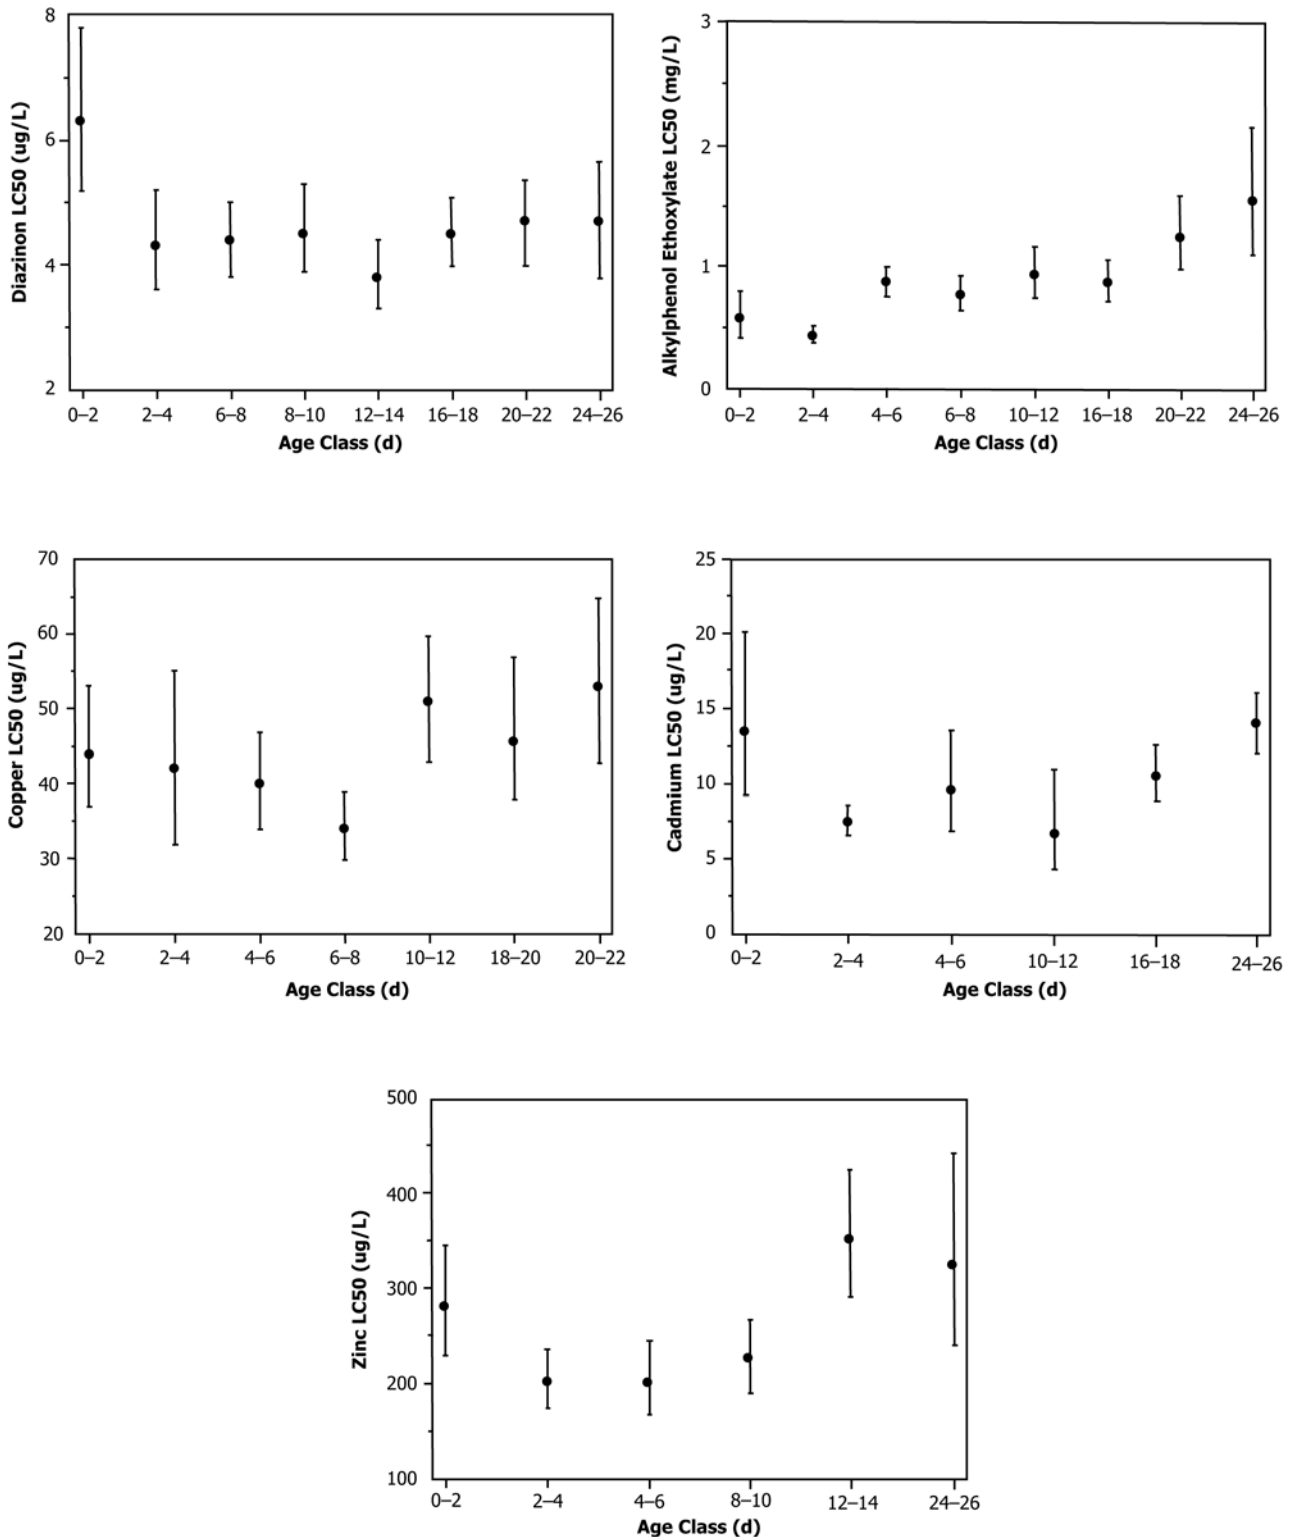 Diazinon LC50 (ug/L)
8
6
4
2
0–2 2–4 6–8 8–10 12–14 16–18 20–22 24–26
Age Class (d)
Alkylphenol Ethoxylate LC50 (mg/L)
3
2
1
0
0–2 2–4 4–6 6–8 10–12 16–18 20–22 24–26
Age Class (d)
Copper LC50 (ug/L)
70
60
50
40
30
20
0–2 2–4 4–6 6–8 10–12 18–20 20–22
Age Class (d)
Cadmium LC50 (ug/L)
25
20
15
10
5
0
0–2 2–4 4–6 10–12 16–18 24–26
Age Class (d)
Zinc LC50 (ug/L)
500
400
300
200
100
0–2 2–4 4–6 8–10 12–14 24–26
Age Class (d)